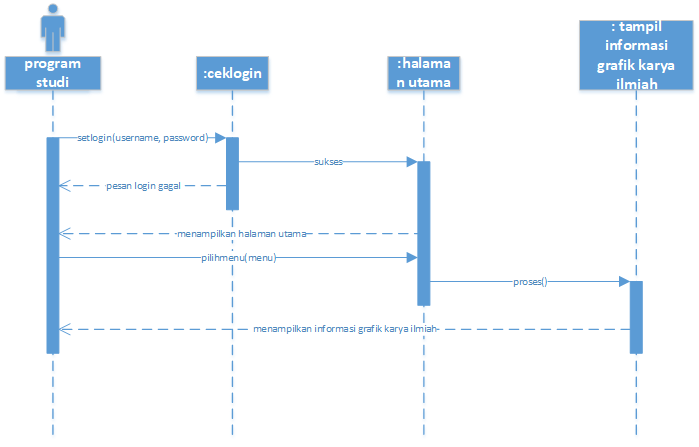 program
studi
:ceklogin
:halama
n utama
: tampil
informasi
grafik karya
ilmiah
setlogin(username, password)
sukses
pesan login gagal
menampilkan halaman utama
pilihmenu(menu)
proses()
menampilkan informasi grafik karya ilmiah